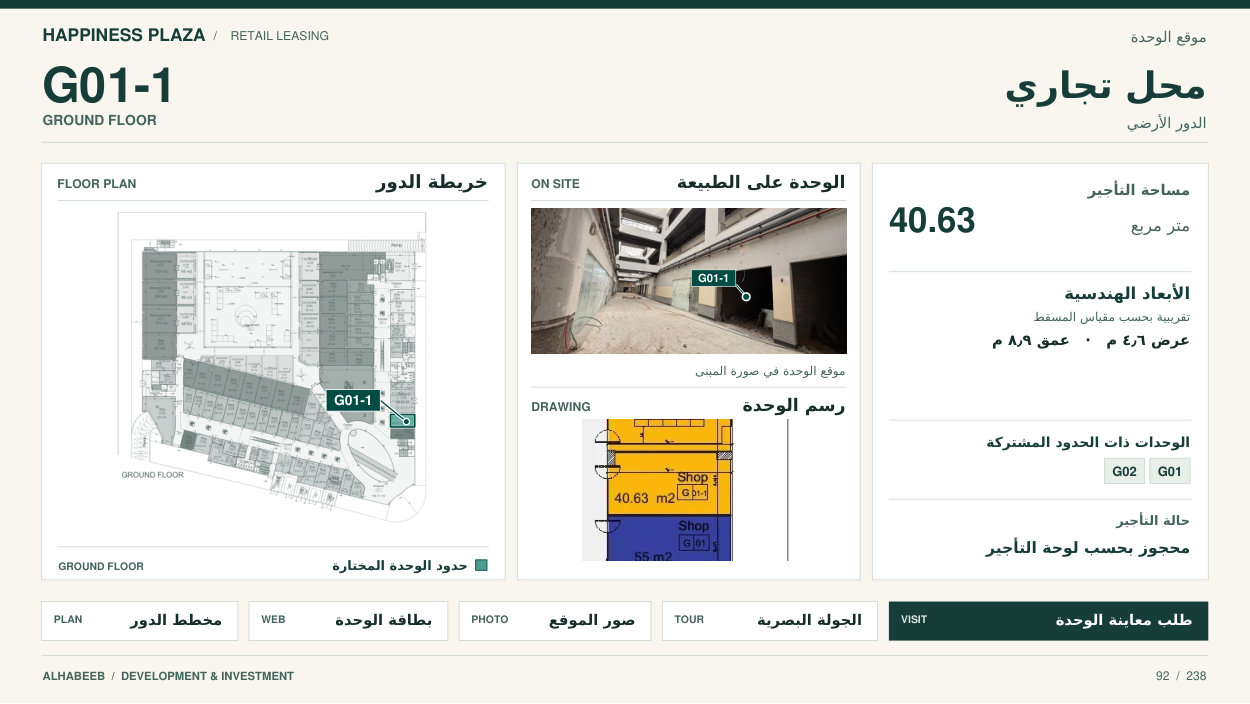 HAPPINESS PLAZA / RETAIL LEASING
موقع الوحدة
G01-1
محل تجاري
GROUND FLOOR
الدور الأرضي
FLOOR PLAN
خريطة الدور
G01-1
GROUND FLOOR
GROUND FLOOR
حدود الوحدة المختارة
ON SITE
الوحدة على الطبيعة
G01-1
موقع الوحدة في صورة المبنى
DRAWING
رسم الوحدة
Shop
40.63 m2
G 01-1
Shop
G 01
55 m2
مساحة التأجير
40.63
متر مربع
الأبعاد الهندسية
تقريبية بحسب مقياس المسقط
عرض ٤٫٦ م · عمق ٨٫٩ م
الوحدات ذات الحدود المشتركة
G01
G02
حالة التأجير
محجوز بحسب لوحة التأجير
PLAN
مخطط الدور
WEB
بطاقة الوحدة
PHOTO
صور الموقع
TOUR
الجولة البصرية
VISIT
طلب معاينة الوحدة
ALHABEEB / DEVELOPMENT & INVESTMENT
92 / 238